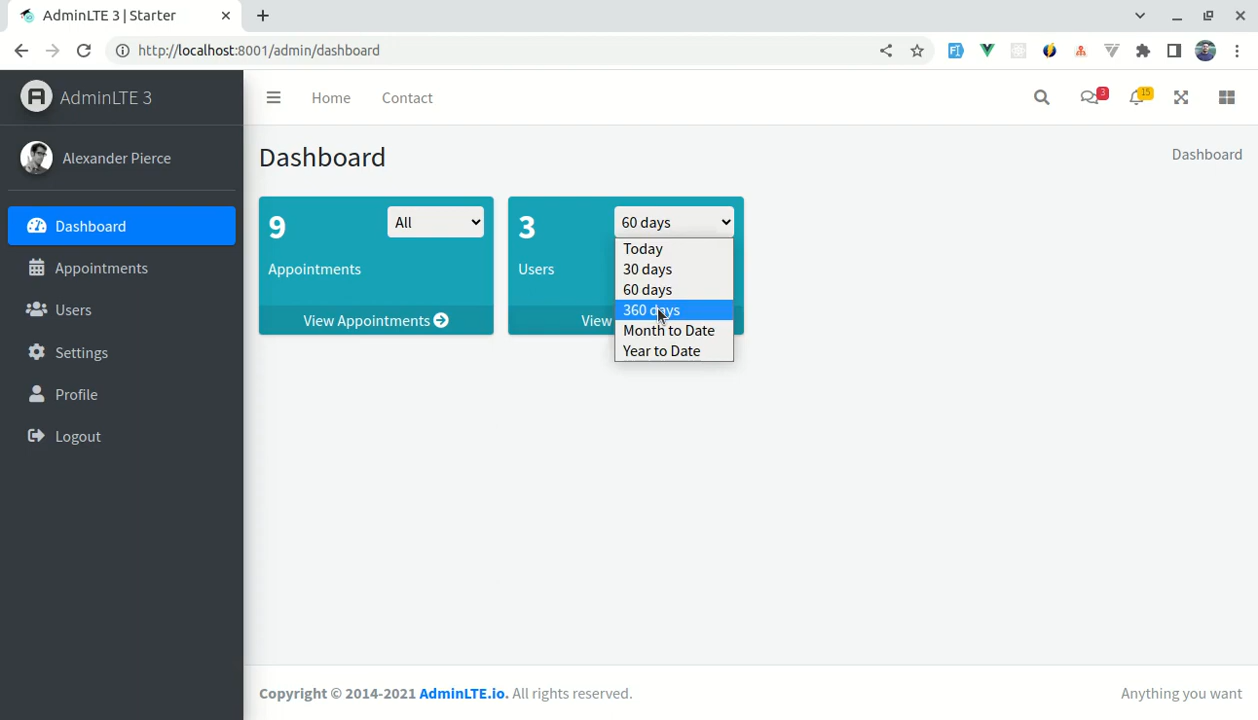 AdminLTE 3 | Starter
http://localhost:8001/admin/dashboard
AdminLTE 3
Home
Contact
3
15
Alexander Pierce
Dashboard
Dashboard
Dashboard
Appointments
Users
Settings
Profile
Logout
9
All
Appointments
View Appointments
3
60 days
Users
View
Today
30 days
60 days
360 days
Month to Date
Year to Date
Copyright © 2014-2021 AdminLTE.io. All rights reserved.
Anything you want